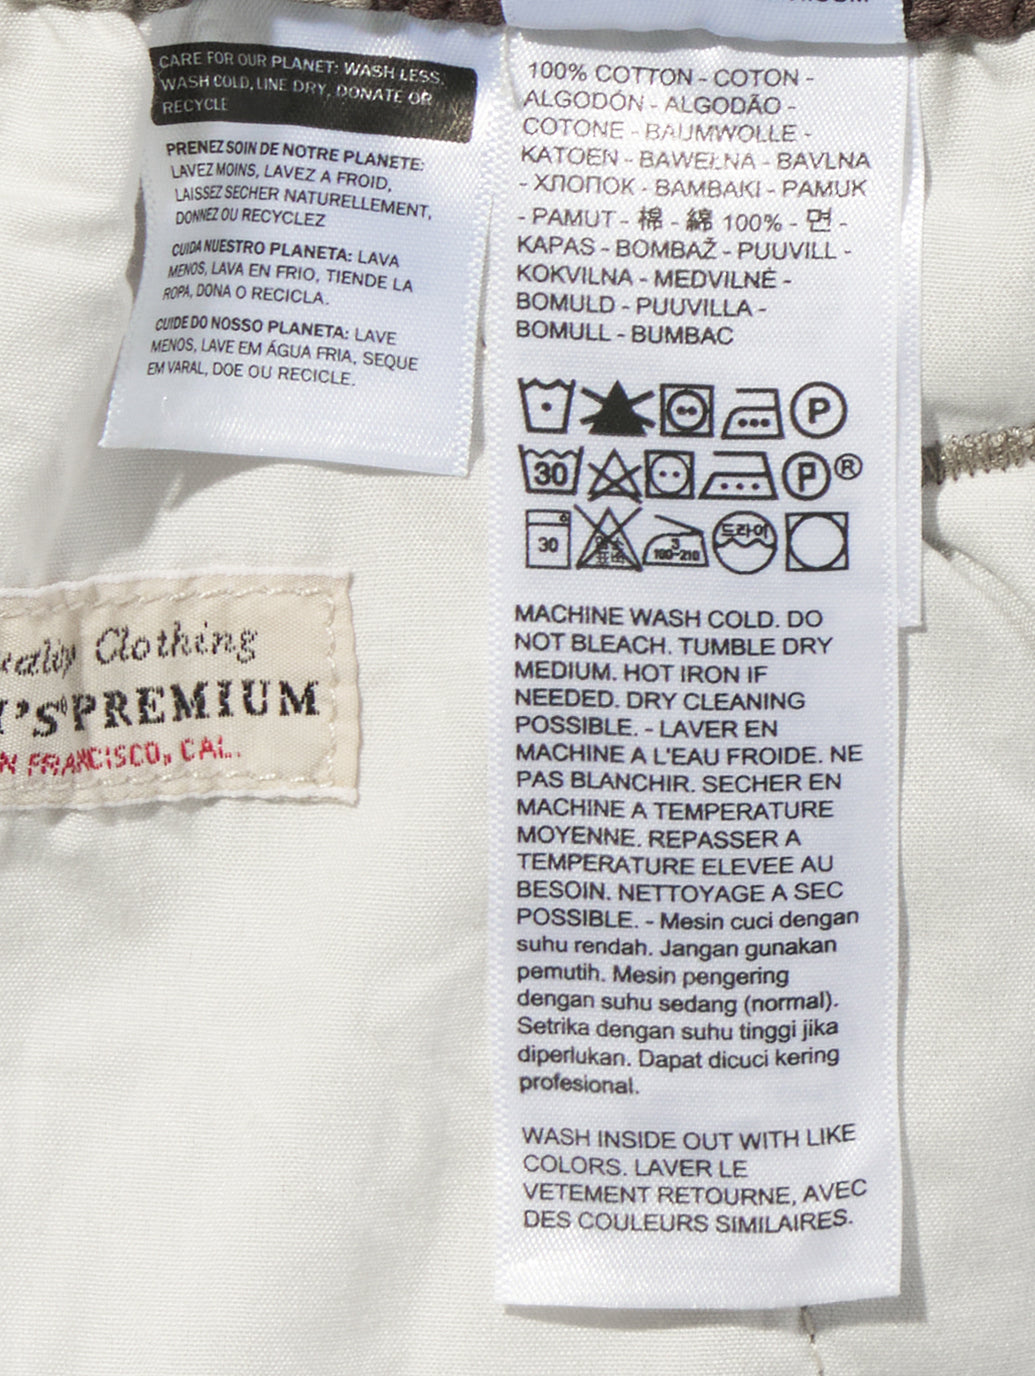 CARE FOR OUR PLANET: WASH LESS,
WASH COLD, LINE DRY, DONATE OR
RECYCLE
PRENEZ SOIN DE NOTRE PLANETE:
LAVEZ MOINS, LAVEZ A FROID,
LAISSEZ SECHER NATURELLEMENT,
DONNEZ OU RECYCLEZ
CUIDA NUESTRO PLANETA: LAVA
MENOS, LAVA EN FRIO, TIENDE LA
ROPA, DONA O RECICLA.
CUIDE DO NOSSO PLANETA: LAVE
MENOS, LAVE EM ÁGUA FRIA, SEQUE
EM VARAL, DOE OU RECICLE.
Clothing
PREMIUM
FRANCISCO, CAL.
100% COTTON - COTON -
ALGODÓN - ALGODÃO -
COTONE - BAUMWOLLE -
KATOEN - BAWEŁNA - BAVLNA
- ХЛОПОК - BAMBAKI - PAMUK
- PAMUT - 棉 - 綿 100% - 면 -
KAPAS - BOMBAŽ - PUUVILL -
KOKVILNA - MEDVILNĖ -
BOMULD - PUUVILLA -
BOMULL - BUMBAC
P
30 P ®
30 3 180~210 드라이
MACHINE WASH COLD. DO
NOT BLEACH. TUMBLE DRY
MEDIUM. HOT IRON IF
NEEDED. DRY CLEANING
POSSIBLE. - LAVER EN
MACHINE A L'EAU FROIDE. NE
PAS BLANCHIR. SECHER EN
MACHINE A TEMPERATURE
MOYENNE. REPASSER A
TEMPERATURE ELEVEE AU
BESOIN. NETTOYAGE A SEC
POSSIBLE. - Mesin cuci dengan
suhu rendah. Jangan gunakan
pemutih. Mesin pengering
dengan suhu sedang (normal).
Setrika dengan suhu tinggi jika
diperlukan. Dapat dicuci kering
profesional.
WASH INSIDE OUT WITH LIKE
COLORS. LAVER LE
VETEMENT RETOURNE, AVEC
DES COULEURS SIMILAIRES.